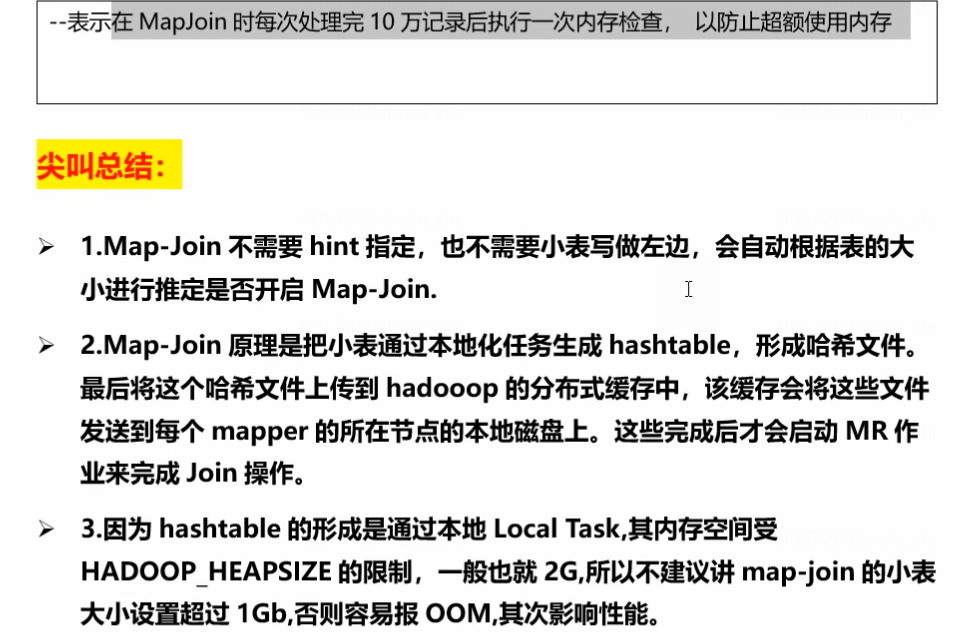 --表示在 MapJoin 时每次处理完 10 万记录后执行一次内存检查， 以防止超额使用内存
尖叫总结：
➢ 1.Map-Join 不需要 hint 指定，也不需要小表写做左边，会自动根据表的大
小进行推定是否开启 Map-Join.
➢ 2.Map-Join 原理是把小表通过本地化任务生成 hashtable，形成哈希文件。
最后将这个哈希文件上传到 hadooop 的分布式缓存中，该缓存会将这些文件
发送到每个 mapper 的所在节点的本地磁盘上。这些完成后才会启动 MR 作
业来完成 Join 操作。
➢ 3.因为 hashtable 的形成是通过本地 Local Task,其内存空间受
HADOOP_HEAPSIZE 的限制，一般也就 2G,所以不建议讲 map-join 的小表
大小设置超过 1Gb,否则容易报 OOM,其次影响性能。